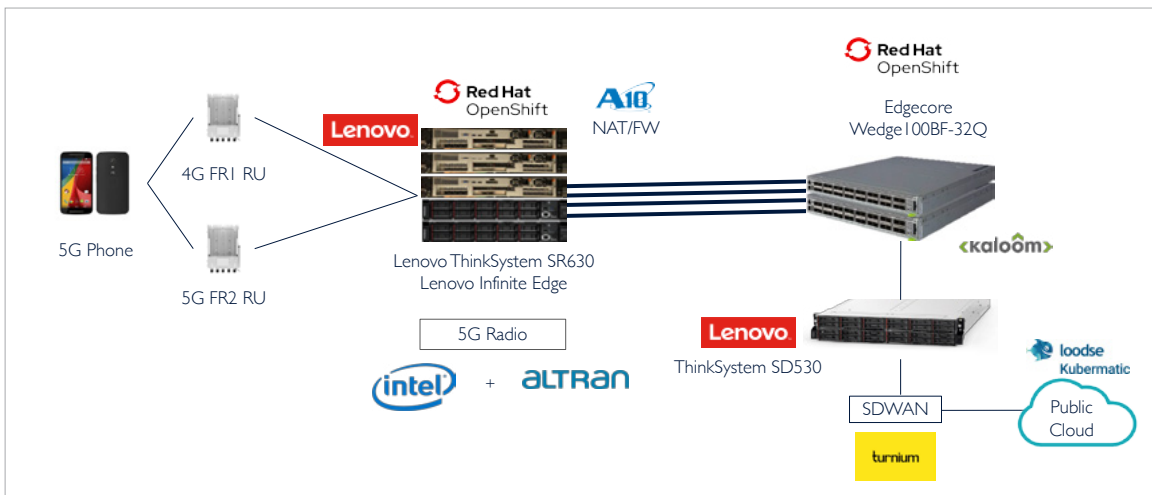 Red Hat
OpenShift
Red Hat
OpenShift
A10
NAT/FW
Edgecore
Wedge100BF-32Q
Lenovo
4G FR1 RU
5G Phone
5G FR2 RU
Lenovo ThinkSystem SR630
Lenovo Infinite Edge
<kaloom>
5G Radio
intel
+
aLTRaN
Lenovo
ThinkSystem SD530
loodse
Kubermatic
SDWAN
Public
Cloud
turnium